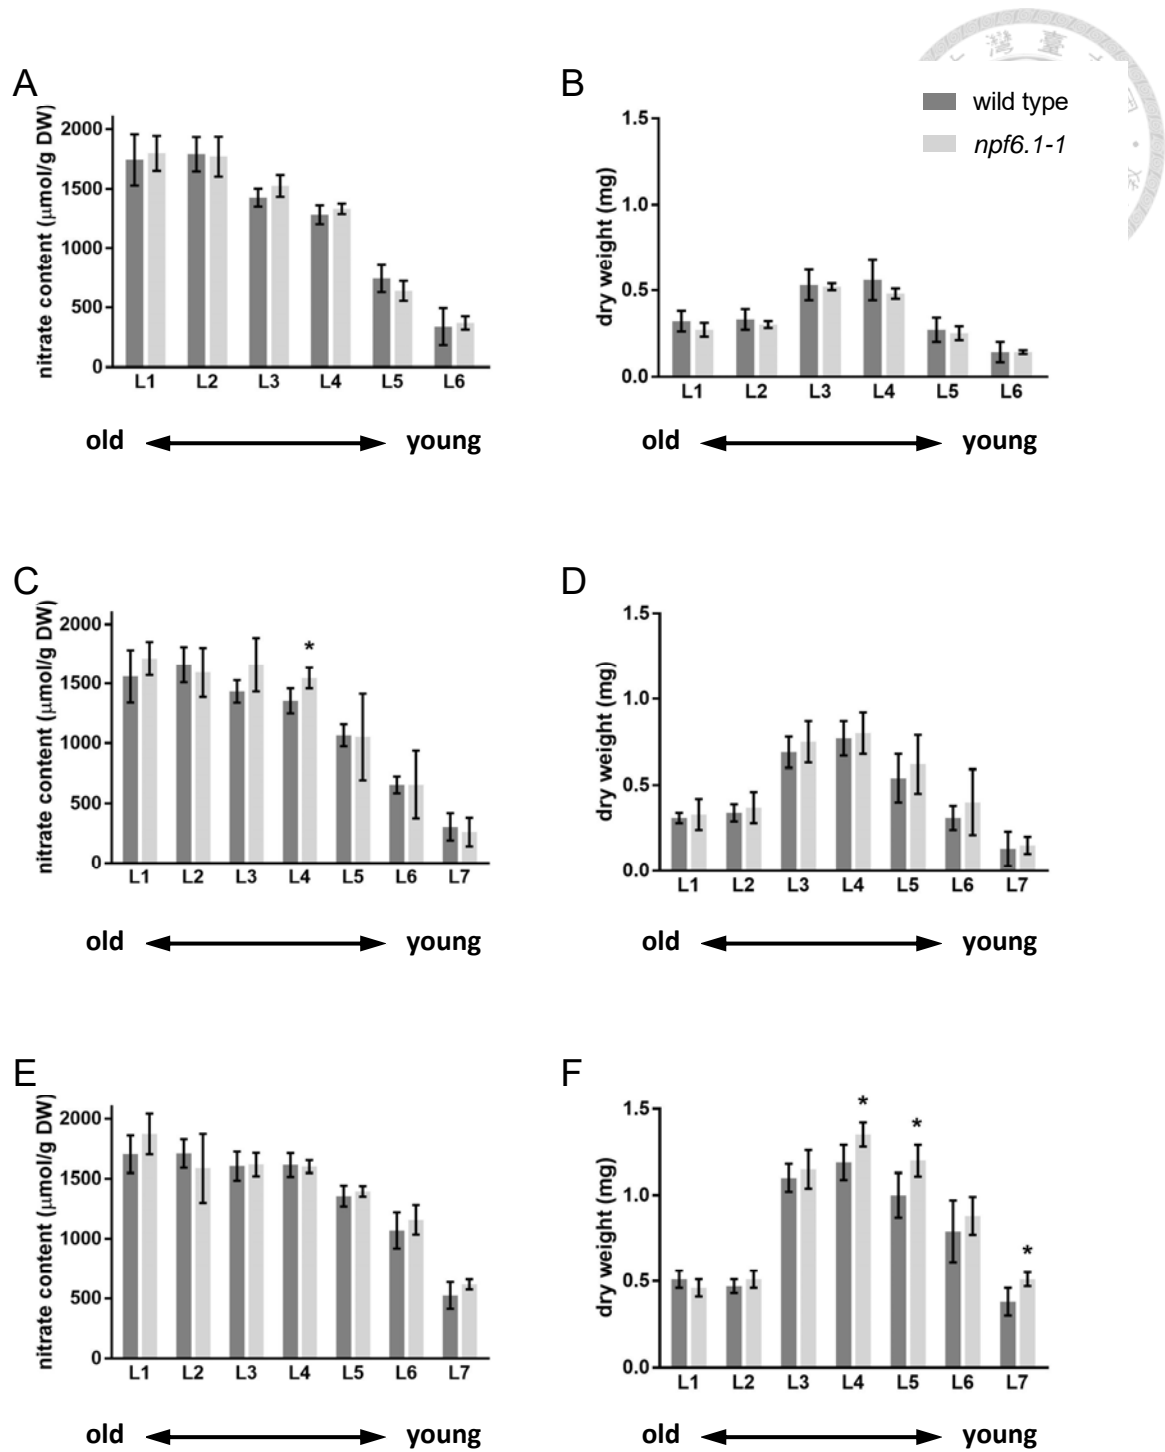 灣 臺
A
nitrate content (μmol/g DW)
2000
1500
1000
500
0
L1 L2 L3 L4 L5 L6
old young
B
wild type
npf6.1-1
dry weight (mg)
1.5
1.0
0.5
0.0
L1 L2 L3 L4 L5 L6
old young
C
nitrate content (μmol/g DW)
2000
1500
1000
500
0
*
L1 L2 L3 L4 L5 L6 L7
old young
D
dry weight (mg)
1.5
1.0
0.5
0.0
L1 L2 L3 L4 L5 L6 L7
old young
E
nitrate content (μmol/g DW)
2000
1500
1000
500
0
L1 L2 L3 L4 L5 L6 L7
old young
F
dry weight (mg)
1.5
1.0
0.5
0.0
* * *
L1 L2 L3 L4 L5 L6 L7
old young